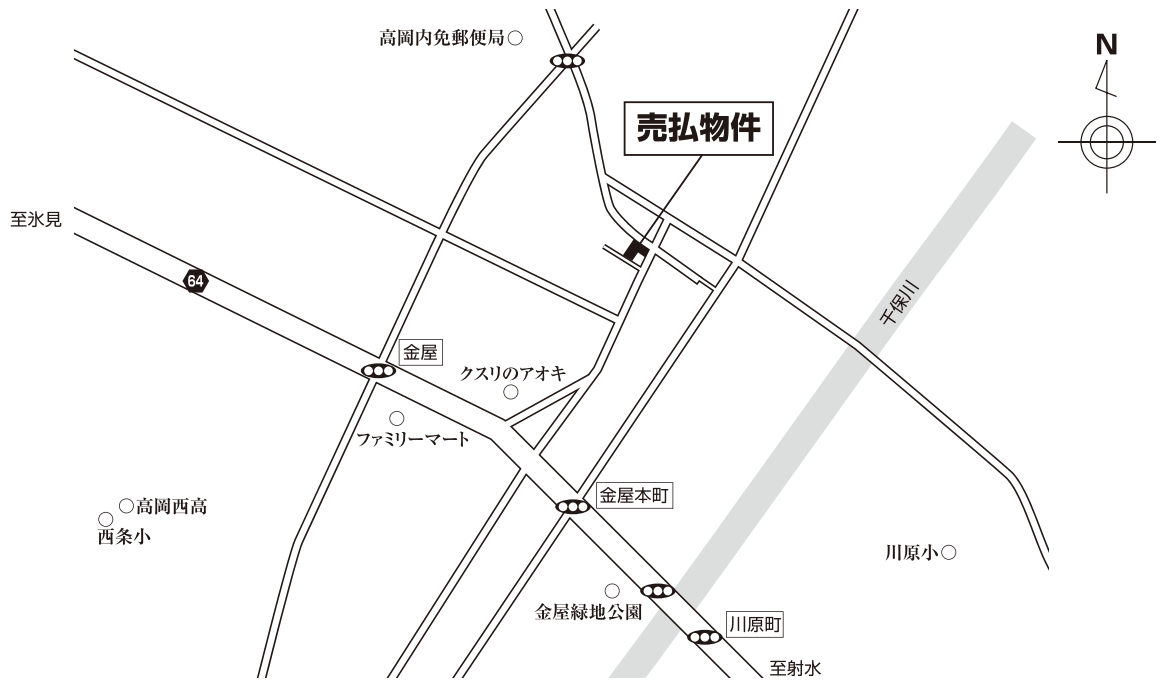 高岡内免郵便局
N
売払物件
至氷見
64
千保川
金屋
クスリのアオキ
ファミリーマート
高岡西高
西条小
金屋本町
川原小
金屋緑地公園
川原町
至射水